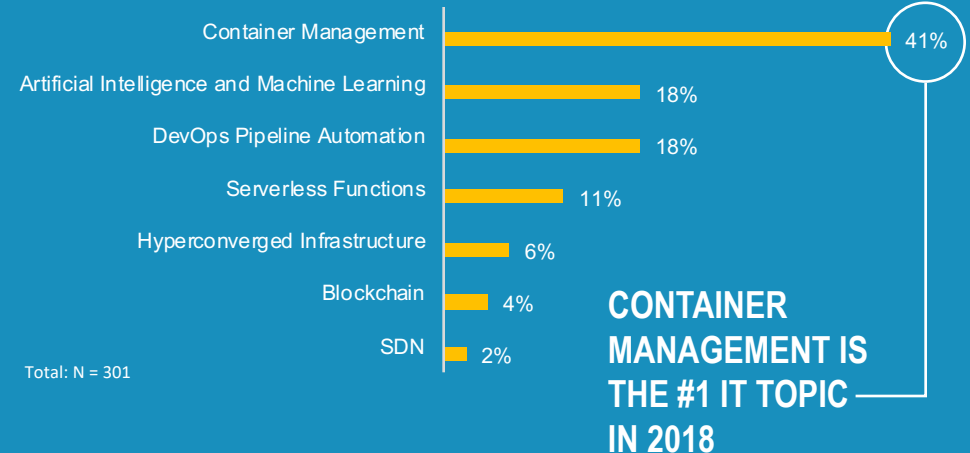 Container Management
41%
Artificial Intelligence and Machine Learning
18%
DevOps Pipeline Automation
18%
Serverless Functions
11%
Hyperconverged Infrastructure
6%
Blockchain
4%
SDN
2%
Total: N = 301
CONTAINER
MANAGEMENT IS
THE #1 IT TOPIC
IN 2018